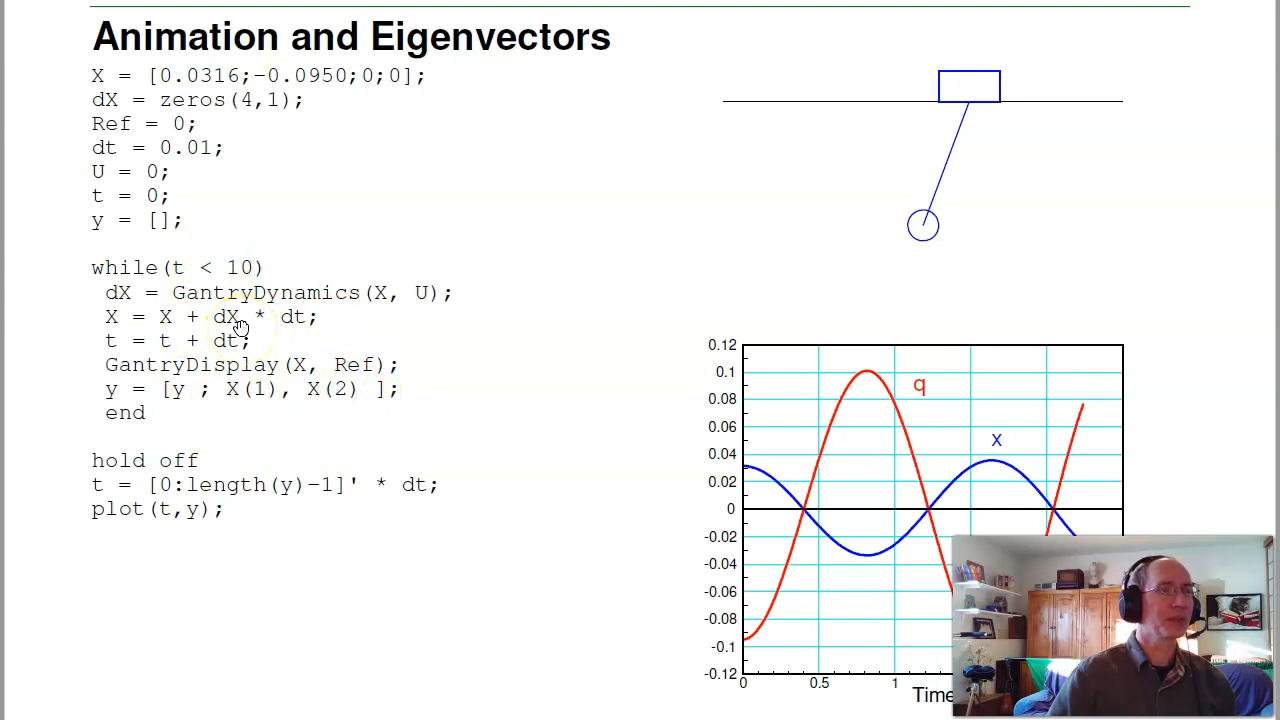 Animation and Eigenvectors
X = [0.0316;-0.0950;0;0];
dX = zeros(4,1);
Ref = 0;
dt = 0.01;
U = 0;
t = 0;
y = [];
while(t < 10)
dX = GantryDynamics(X, U);
X = X + dX * dt;
t = t + dt;
GantryDisplay(X, Ref);
y = [y ; X(1), X(2) ];
end
hold off
t = [0:length(y)-1]' * dt;
plot(t,y);
0.12
0.1
0.08
0.06
0.04
0.02
0
-0.02
-0.04
-0.06
-0.08
-0.1
-0.12
q
x
0 0.5 1
Time